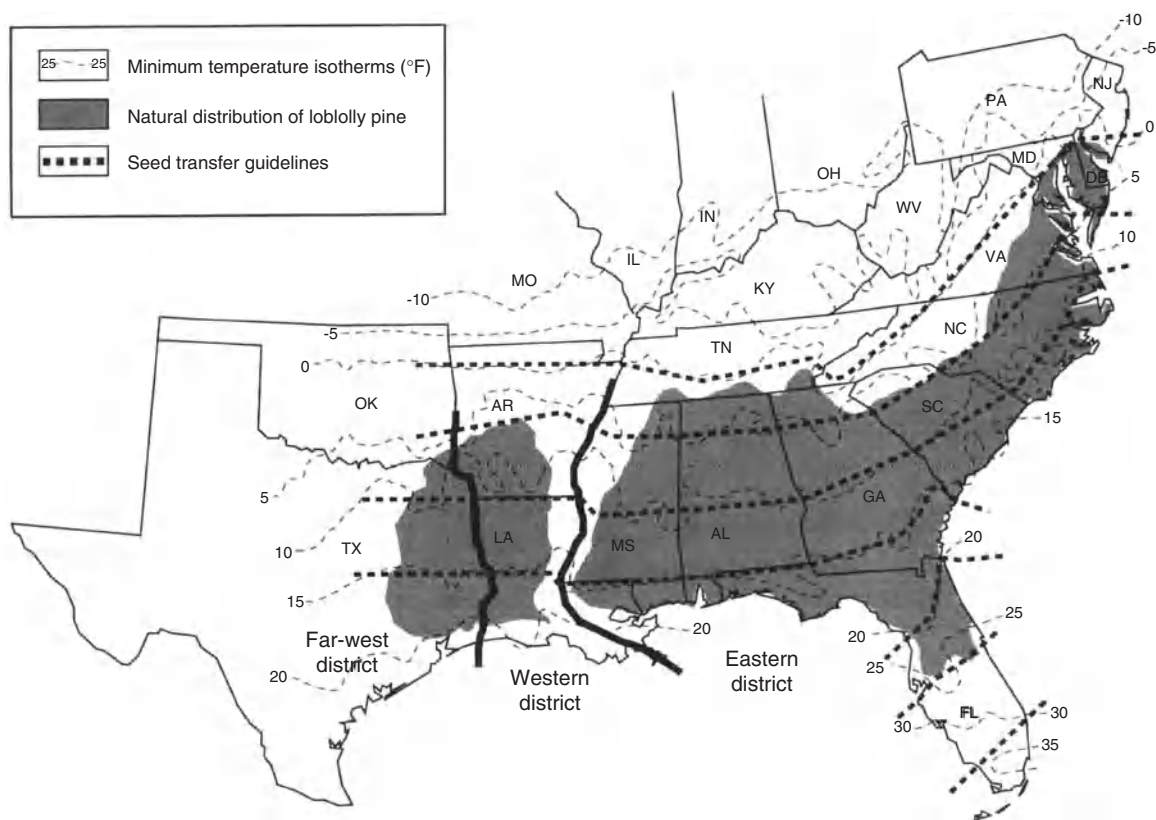 25 25 Minimum temperature isotherms (°F)
Natural distribution of loblolly pine
Seed transfer guidelines
-10
-5
NJ
PA
0
MD
OH
DB
5
WV
IN
VA
10
IL
MO
KY
-10
-5
NC
TN
0
OK
AR
SC
15
5
GA
10
TX
LA
MS
AL
20
15
25
20
20
Far-west
district
Eastern
district
25
20
Western
district
FL
30
30
35